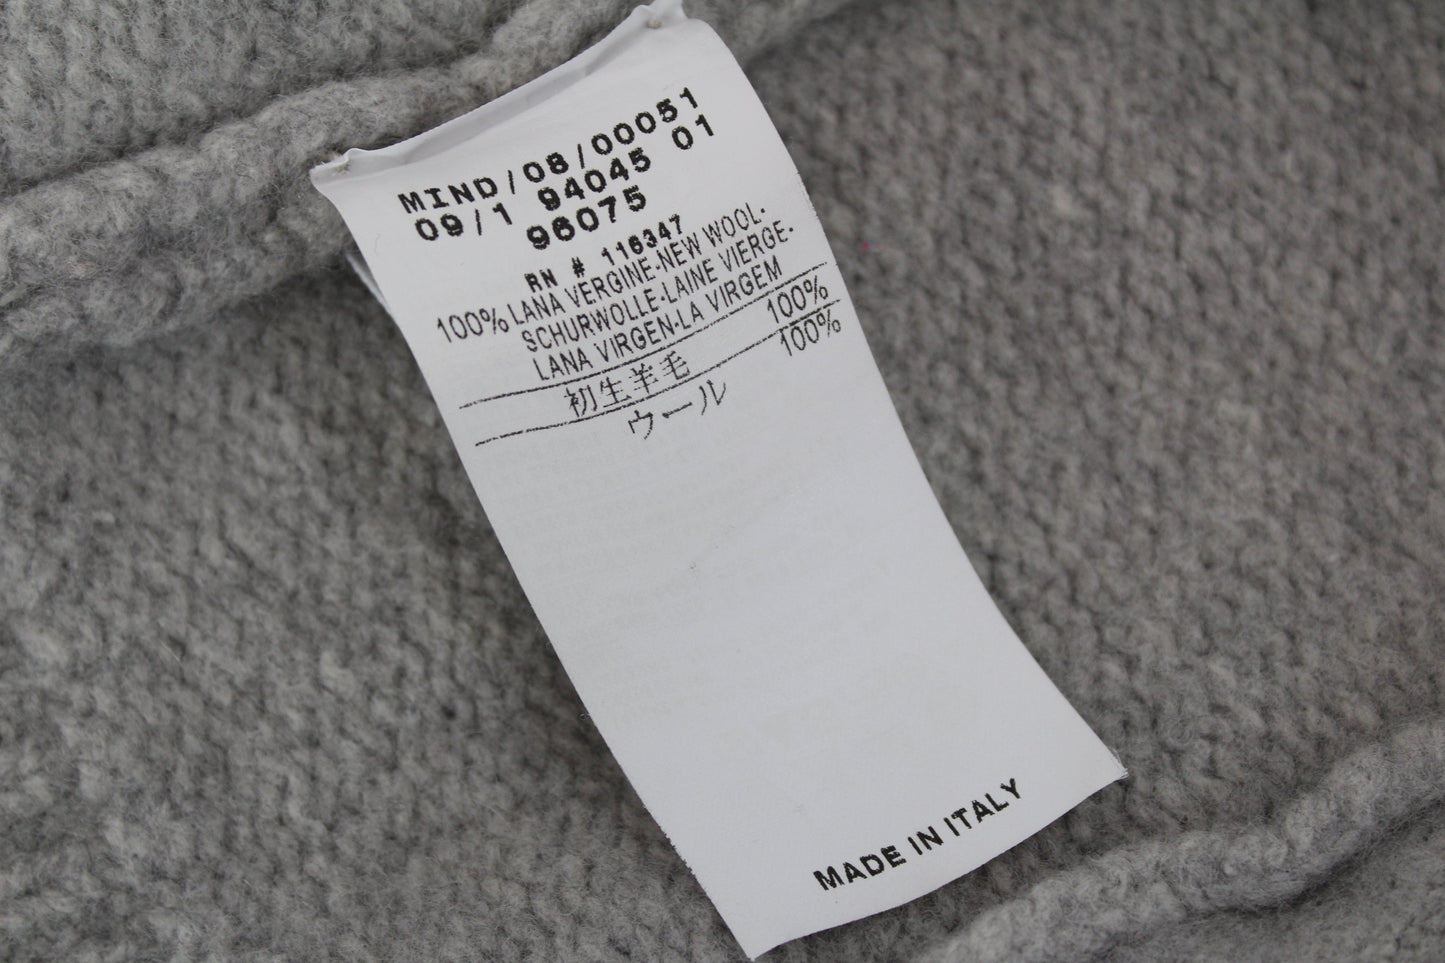 MIND/08/00051
09/1 94045 01
96075
RN # 116347
100% LANA VERGINE-NEW WOOL-
SCHURWOLLE-LAINE VIERGE-
LANA VIRGEN-LA VIRGEM
初生羊毛 100%
ウール 100%
MADE IN ITALY